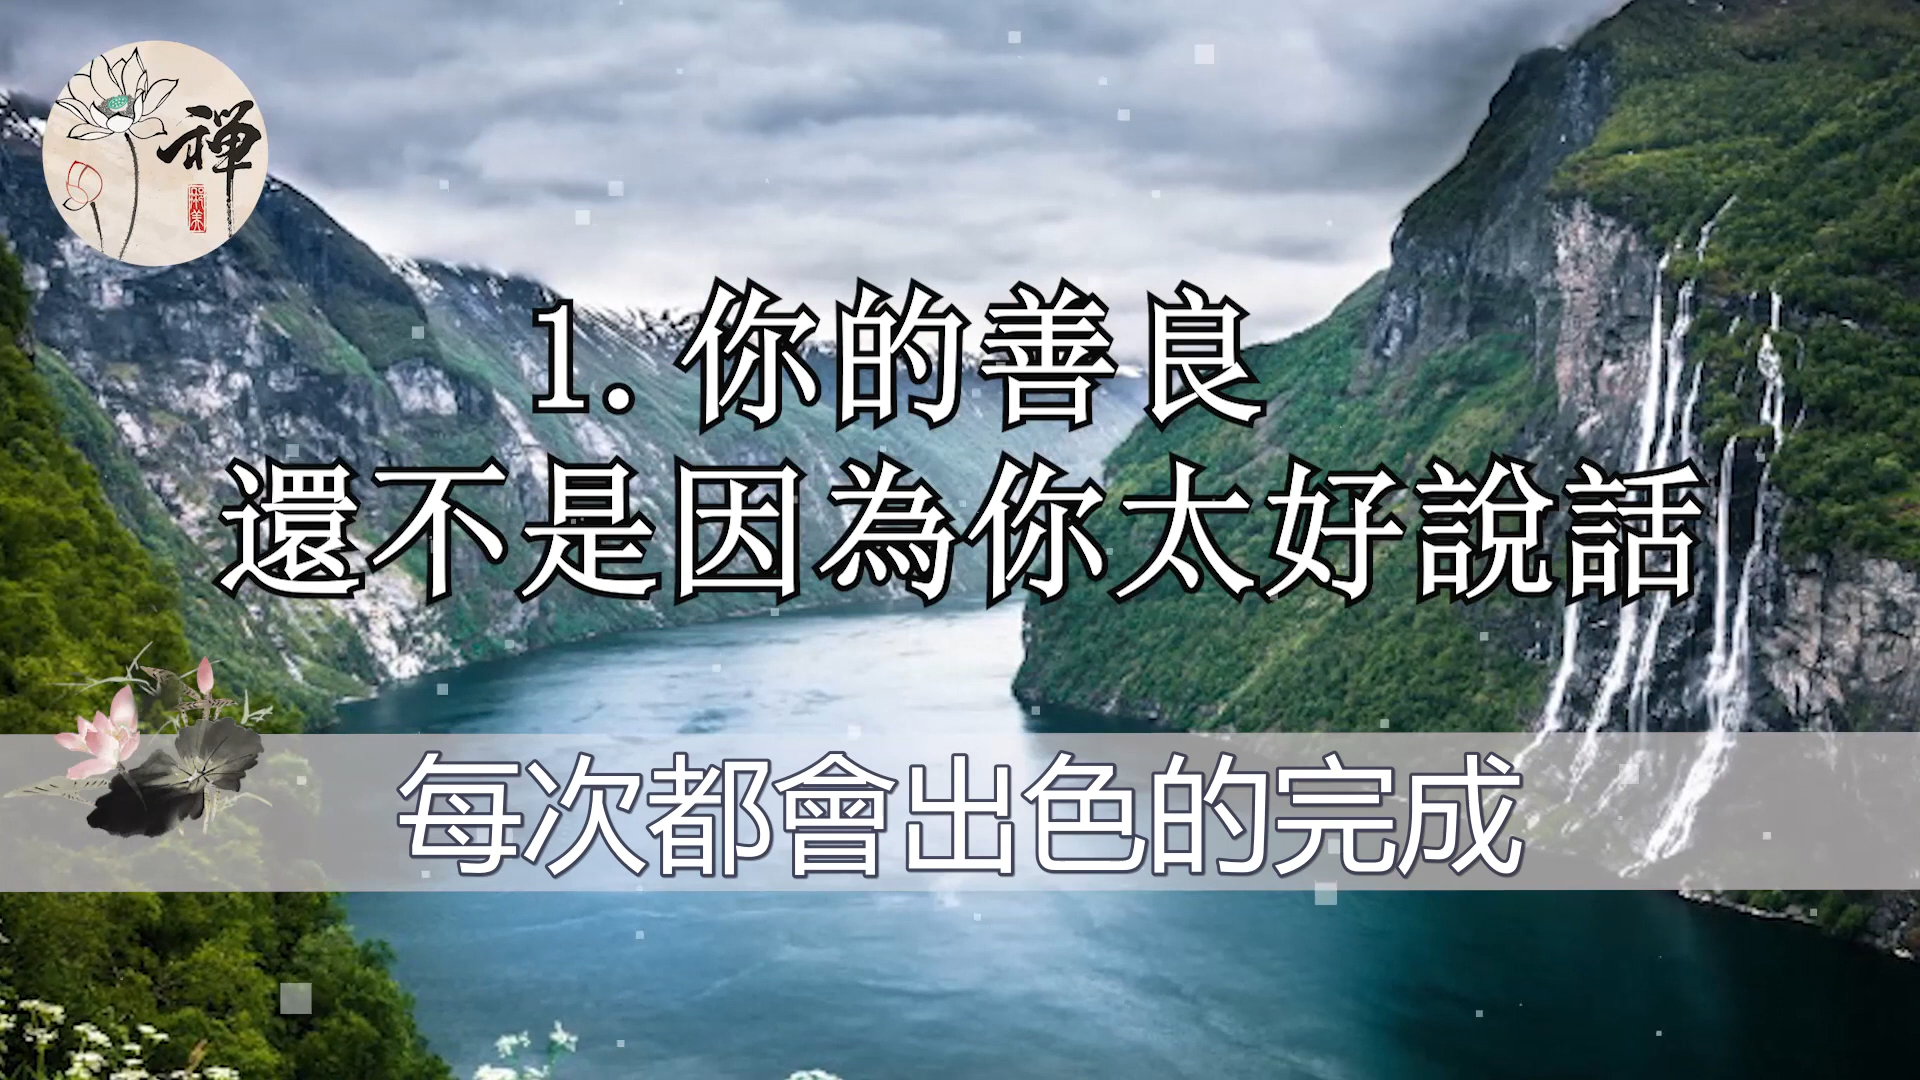 禪
1.你的善良
還不是因為你太好說話
每次都會出色的完成